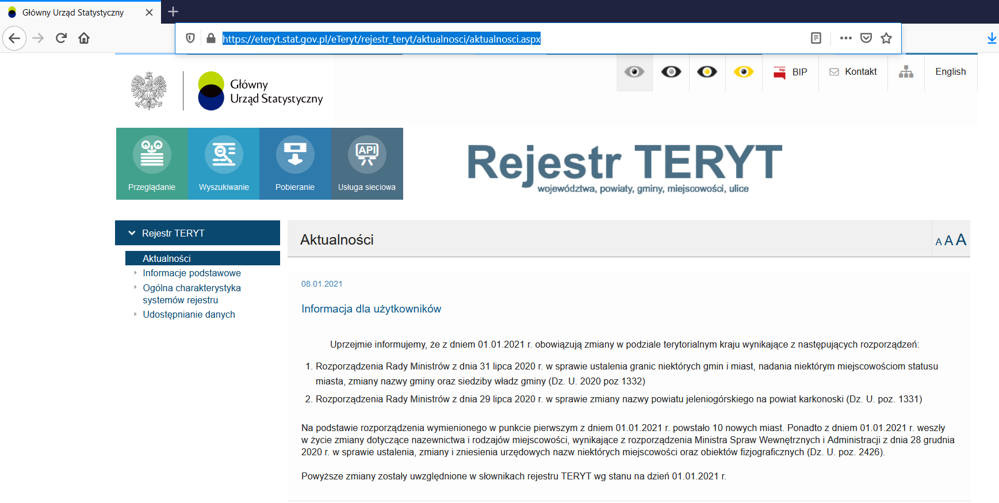 Główny Urząd Statystyczny
https://eteryt.stat.gov.pl/eTeryt/rejestr_teryt/aktualnosci/aktualnosci.aspx
Główny
Urząd Statystyczny
bip
BIP
Kontakt
English
API
Przeglądanie
Wyszukiwanie
Pobieranie
Usługa sieciowa
Rejestr TERYT
województwa, powiaty, gminy, miejscowości, ulice
Rejestr TERYT
Aktualności
Informacje podstawowe
Ogólna charakterystyka
systemów rejestru
Udostępnianie danych
Aktualności
A A A
08.01.2021
Informacja dla użytkowników
Uprzejmie informujemy, że z dniem 01.01.2021 r. obowiązują zmiany w podziale terytorialnym kraju wynikające z następujących rozporządzeń:
1. Rozporządzenia Rady Ministrów z dnia 31 lipca 2020 r. w sprawie ustalenia granic niektórych gmin i miast, nadania niektórym miejscowościom statusu
miasta, zmiany nazwy gminy oraz siedziby władz gminy (Dz. U. 2020 poz 1332)
2. Rozporządzenia Rady Ministrów z dnia 29 lipca 2020 r. w sprawie zmiany nazwy powiatu jeleniogórskiego na powiat karkonoski (Dz. U. poz. 1331)
Na podstawie rozporządzenia wymienionego w punkcie pierwszym z dniem 01.01.2021 r. powstało 10 nowych miast. Ponadto z dniem 01.01.2021 r. weszły
w życie zmiany dotyczące nazewnictwa i rodzajów miejscowości, wynikające z rozporządzenia Ministra Spraw Wewnętrznych i Administracji z dnia 28 grudnia
2020 r. w sprawie ustalenia, zmiany i zniesienia urzędowych nazw niektórych miejscowości oraz obiektów fizjograficznych (Dz. U. poz. 2426).
Powyższe zmiany zostały uwzględnione w słownikach rejestru TERYT wg stanu na dzień 01.01.2021 r.